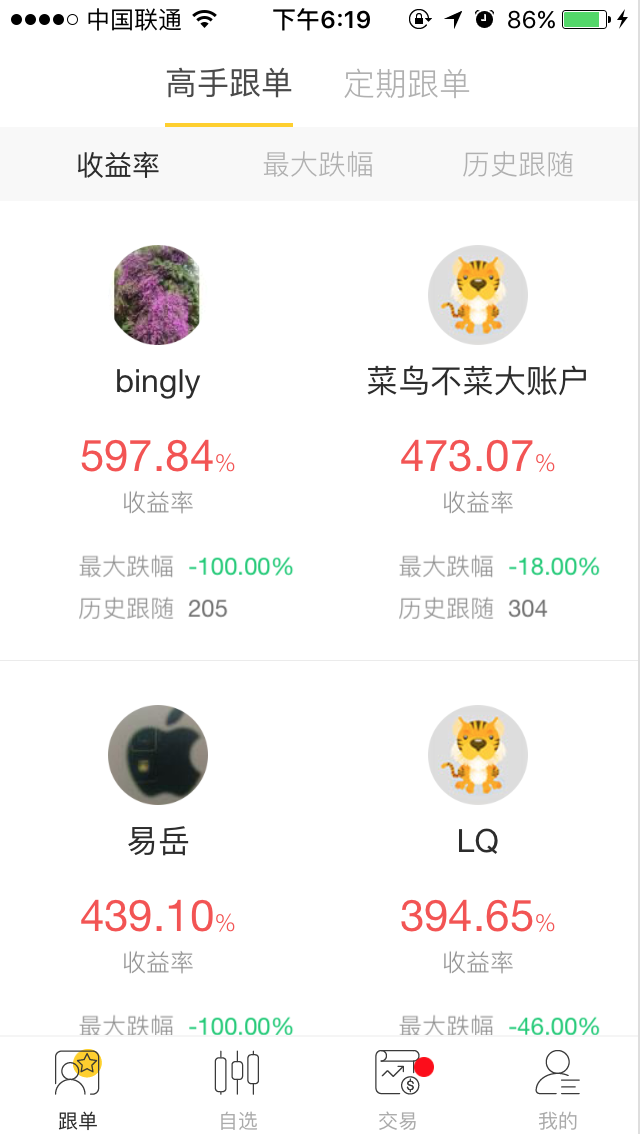 中国联通 下午6:19 86%
高手跟单 定期跟单
收益率 最大跌幅 历史跟随
bingly 菜鸟不菜大账户
597.84% 473.07%
收益率 收益率
最大跌幅 -100.00% 最大跌幅 -18.00%
历史跟随 205 历史跟随 304
易岳 LQ
439.10% 394.65%
收益率 收益率
最大跌幅 -100.00% 最大跌幅 -46.00%
跟单 自选 交易 我的